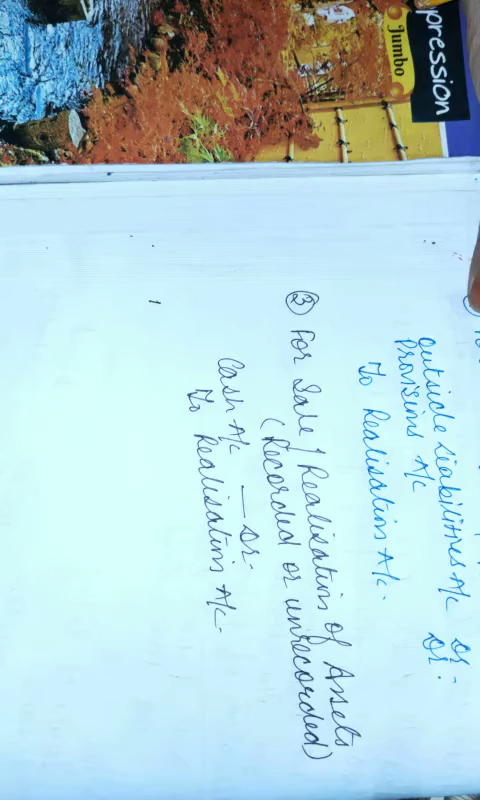 pression
Jumbo
Outside Liabilities A/c Dr.
Provisions A/c Dr.
To Realisation A/c.
③ For Sale / Realisation of Assets
(Recorded or unrecorded)
Cash A/c — Dr.
To Realisation A/c.